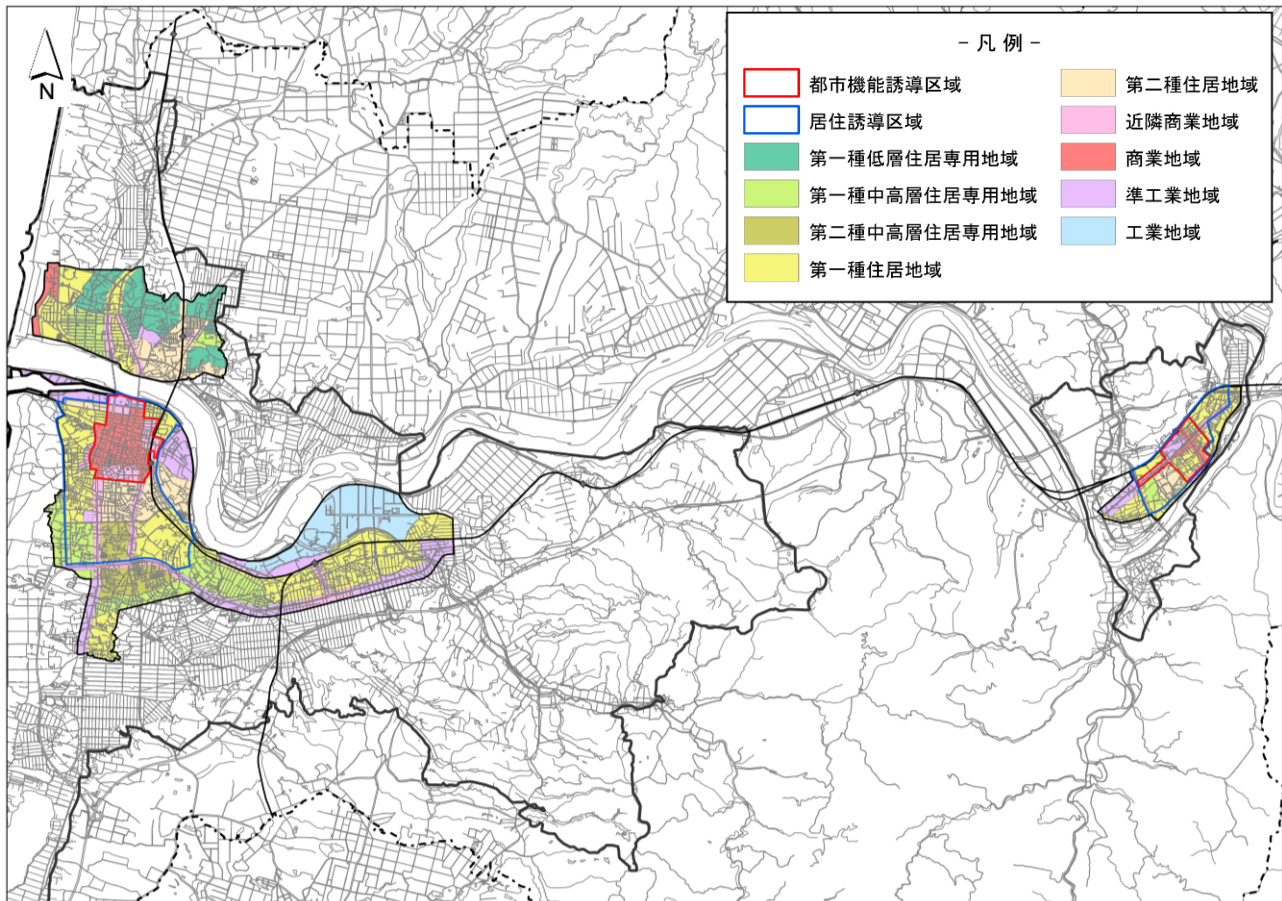 N
- 凡 例 -
都市機能誘導区域
居住誘導区域
第一種低層住居専用地域
第一種中高層住居専用地域
第二種中高層住居専用地域
第一種住居地域
第二種住居地域
近隣商業地域
商業地域
準工業地域
工業地域